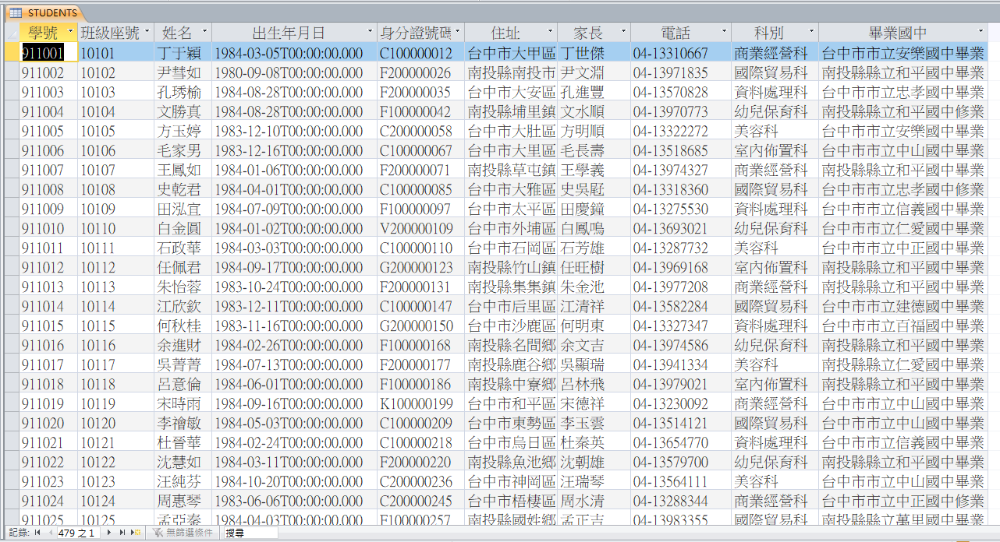 STUDENTS
學號 班級座號 姓名 出生年月日 身分證號碼 住址 家長 電話 科別 畢業國中
911001 10101 丁于穎 1984-03-05T00:00:00.000 C100000012 台中市大甲區 丁世傑 04-13310667 商業經營科 台中市市立安樂國中畢業
911002 10102 尹彗如 1980-09-08T00:00:00.000 F200000026 南投縣南投市 尹文淵 04-13971835 國際貿易科 南投縣縣立和平國中畢業
911003 10103 孔琇榆 1984-08-28T00:00:00.000 F200000035 台中市大安區 孔進豐 04-13570828 資料處理科 台中市市立忠孝國中畢業
911004 10104 文勝真 1984-08-28T00:00:00.000 F100000042 南投縣埔里鎮 文水順 04-13970773 幼兒保育科 南投縣縣立和平國中修業
911005 10105 方玉婷 1983-12-10T00:00:00.000 C200000058 台中市大肚區 方明順 04-13322272 美容科 台中市市立安樂國中畢業
911006 10106 毛家男 1983-12-16T00:00:00.000 C100000067 台中市大里區 毛長壽 04-13518685 室內佈置科 台中市市立中山國中畢業
911007 10107 王鳳如 1984-01-06T00:00:00.000 F200000071 南投縣草屯鎮 王學義 04-13974327 商業經營科 南投縣縣立和平國中畢業
911008 10108 史乾君 1984-04-01T00:00:00.000 C100000085 台中市大雅區 史吳冠 04-13318360 國際貿易科 台中市市立忠孝國中修業
911009 10109 田泓宜 1984-07-09T00:00:00.000 F100000097 台中市太平區 田慶鐘 04-13275530 資料處理科 台中市市立信義國中畢業
911010 10110 白金圓 1984-01-02T00:00:00.000 V200000109 台中市外埔區 白鳳鳴 04-13693021 幼兒保育科 台中市市立仁愛國中畢業
911011 10111 石政華 1984-03-03T00:00:00.000 C100000110 台中市石岡區 石芳雄 04-13287732 美容科 台中市市立中正國中畢業
911012 10112 任佩君 1984-09-17T00:00:00.000 G200000123 南投縣竹山鎮 任旺樹 04-13969168 室內佈置科 南投縣縣立和平國中畢業
911013 10113 朱怡蓉 1983-10-24T00:00:00.000 F200000131 南投縣集集鎮 朱金池 04-13977208 商業經營科 南投縣縣立和平國中畢業
911014 10114 江欣欽 1983-12-11T00:00:00.000 C100000147 台中市后里區 江清祥 04-13582284 國際貿易科 台中市市立建德國中畢業
911015 10115 何秋桂 1983-11-16T00:00:00.000 G200000150 台中市沙鹿區 何明東 04-13327347 資料處理科 台中市市立百福國中畢業
911016 10116 余進財 1984-02-26T00:00:00.000 F100000168 南投縣名間鄉 余文吉 04-13974586 幼兒保育科 南投縣縣立和平國中畢業
911017 10117 吳菁菁 1984-07-13T00:00:00.000 F200000177 南投縣鹿谷鄉 吳顯瑞 04-13941334 美容科 南投縣縣立仁愛國中畢業
911018 10118 呂意倫 1984-06-01T00:00:00.000 F100000186 南投縣中寮鄉 呂林飛 04-13979021 室內佈置科 南投縣縣立和平國中畢業
911019 10119 宋時雨 1984-09-16T00:00:00.000 K100000199 台中市和平區 宋德祥 04-13230092 商業經營科 台中市市立中山國中畢業
911020 10120 李禬敏 1984-05-03T00:00:00.000 C100000209 台中市東勢區 李玉雲 04-13514121 國際貿易科 台中市市立中山國中畢業
911021 10121 杜晉華 1984-02-24T00:00:00.000 C100000218 台中市烏日區 杜秦英 04-13654770 資料處理科 台中市市立信義國中畢業
911022 10122 沈慧如 1984-03-11T00:00:00.000 F200000220 南投縣魚池鄉 沈朝雄 04-13579700 幼兒保育科 南投縣縣立和平國中畢業
911023 10123 汪純芬 1984-10-20T00:00:00.000 C200000236 台中市神岡區 汪瑞琴 04-13564111 美容科 台中市市立中山國中畢業
911024 10124 周惠琴 1983-06-06T00:00:00.000 C200000245 台中市梧棲區 周水清 04-13288344 商業經營科 台中市市立中正國中修業
911025 10125 孟亞泰 1984-04-03T00:00:00.000 F100000257 南投縣國姓鄉 孟正吉 04-13983355 國際貿易科 南投縣縣立萬里國中畢業
記錄: 479 之 1 無篩選條件 搜尋